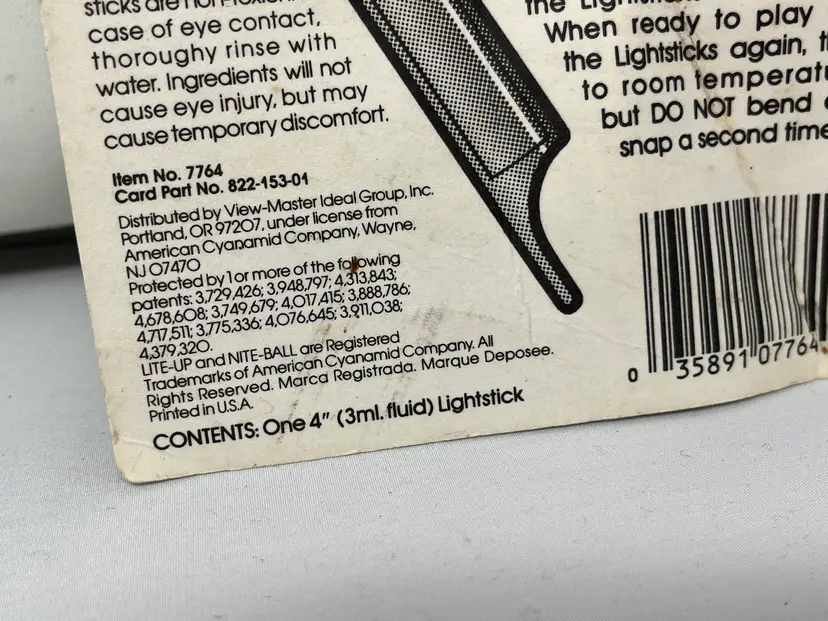 sticks are non-toxic. In
case of eye contact,
thoroughy rinse with
water. Ingredients will not
cause eye injury, but may
cause temporary discomfort.
Item No. 7764
Card Part No. 822-153-01
Distributed by View-Master Ideal Group, Inc.
Portland, OR 97207, under license from
American Cyanamid Company, Wayne,
NJ 07470
Protected by 1 or more of the following
patents: 3,729,426; 3,948,797; 4,313,843;
4,678,608; 3,749,679; 4,017,415; 3,888,786;
4,717,511; 3,775,336; 4,076,645; 3,911,038;
4,379,320.
LITE-UP and NITE-BALL are Registered
Trademarks of American Cyanamid Company. All
Rights Reserved. Marca Registrada. Marque Deposee.
Printed in U.S.A.
CONTENTS: One 4" (3ml. fluid) Lightstick
the
When ready to play
the Lightsticks again,
to room
but DO NOT bend
snap a second time
0 35891 07764